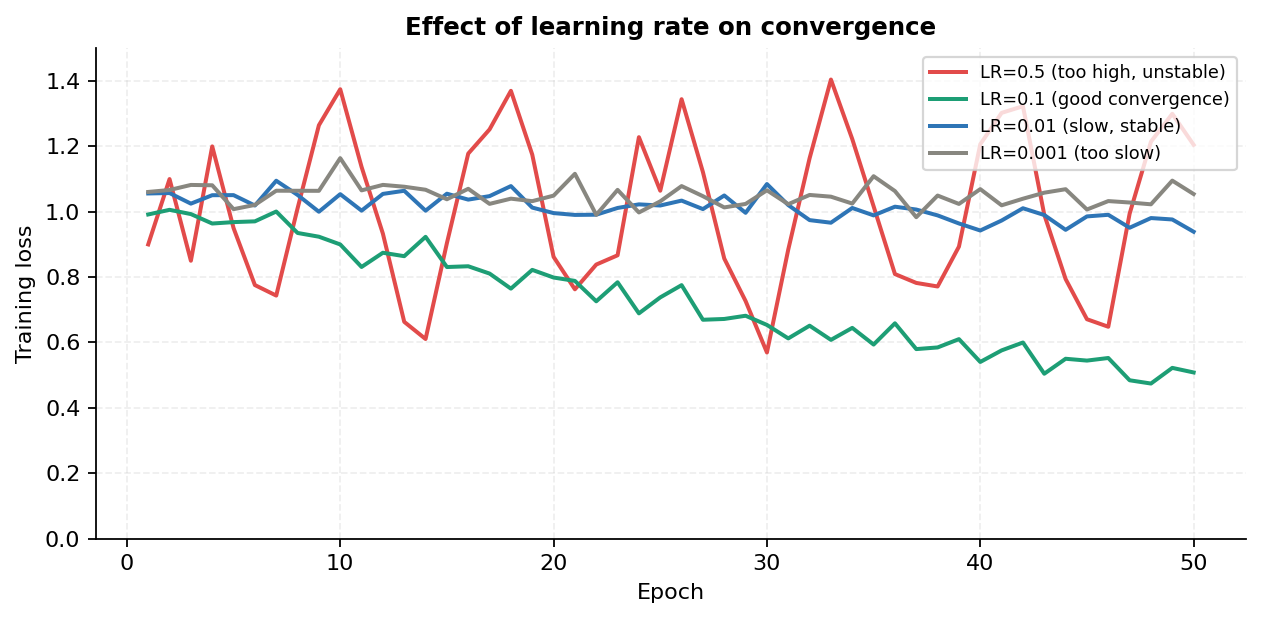 Effect of learning rate on convergence
LR=0.5 (too high, unstable)
LR=0.1 (good convergence)
LR=0.01 (slow, stable)
LR=0.001 (too slow)
Training loss
1.4
1.2
1.0
0.8
0.6
0.4
0.2
0.0
0 10 20 30 40 50
Epoch